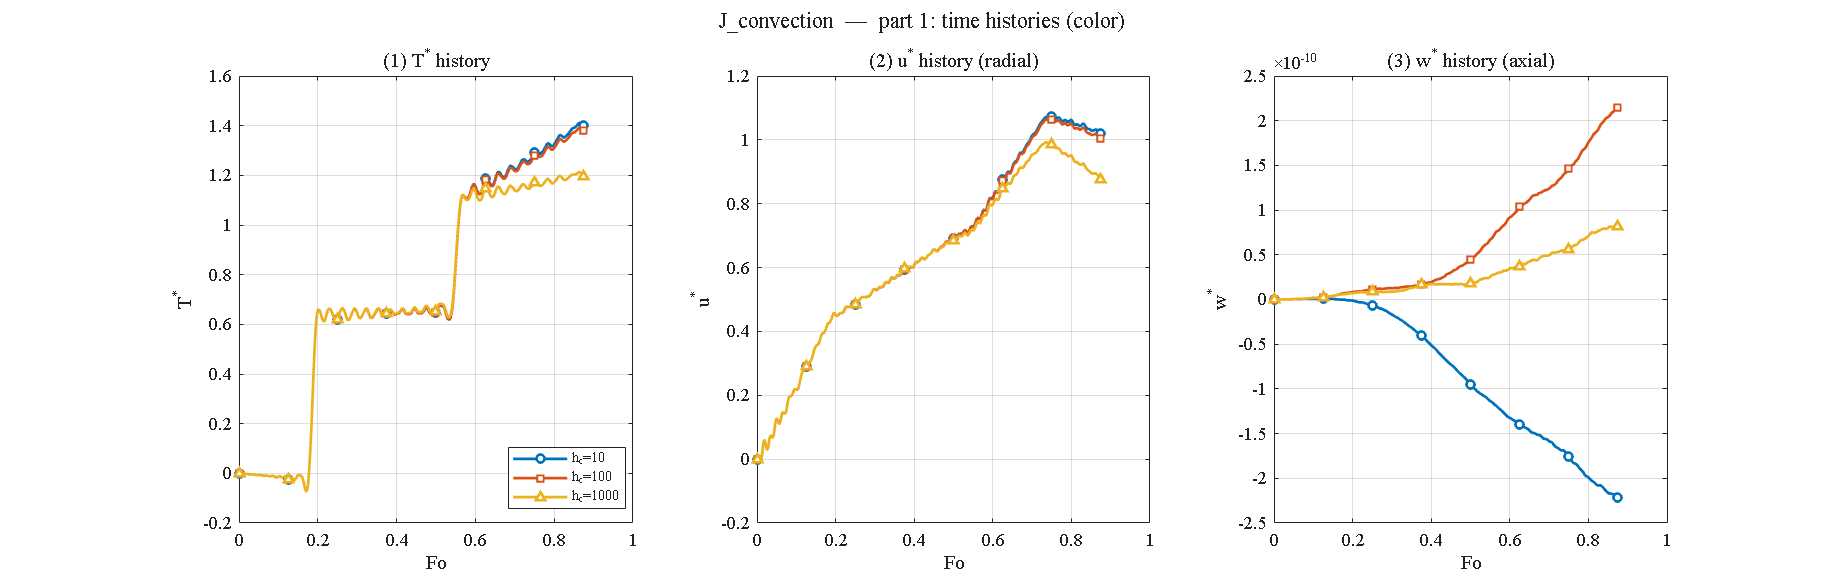 J_convection — part 1: time histories (color)
(1) T* history
1.6
1.4
1.2
1
0.8
0.6
0.4
0.2
0
-0.2
T*
0 0.2 0.4 0.6 0.8 1
Fo
h_c=10
h_c=100
h_c=1000
(2) u* history (radial)
1.2
1
0.8
0.6
0.4
0.2
0
-0.2
u*
0 0.2 0.4 0.6 0.8 1
Fo
(3) w* history (axial)
×10^-10
2.5
2
1.5
1
0.5
0
-0.5
-1
-1.5
-2
-2.5
w*
0 0.2 0.4 0.6 0.8 1
Fo